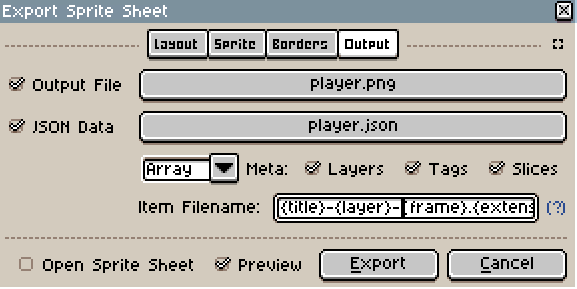 Export Sprite Sheet
Layout Sprite Borders Output
Output File player.png
JSON Data player.json
Array Meta: Layers Tags Slices
Item Filename: {title}-{layer}-{frame}.{extens (?)
Open Sprite Sheet Preview Export Cancel